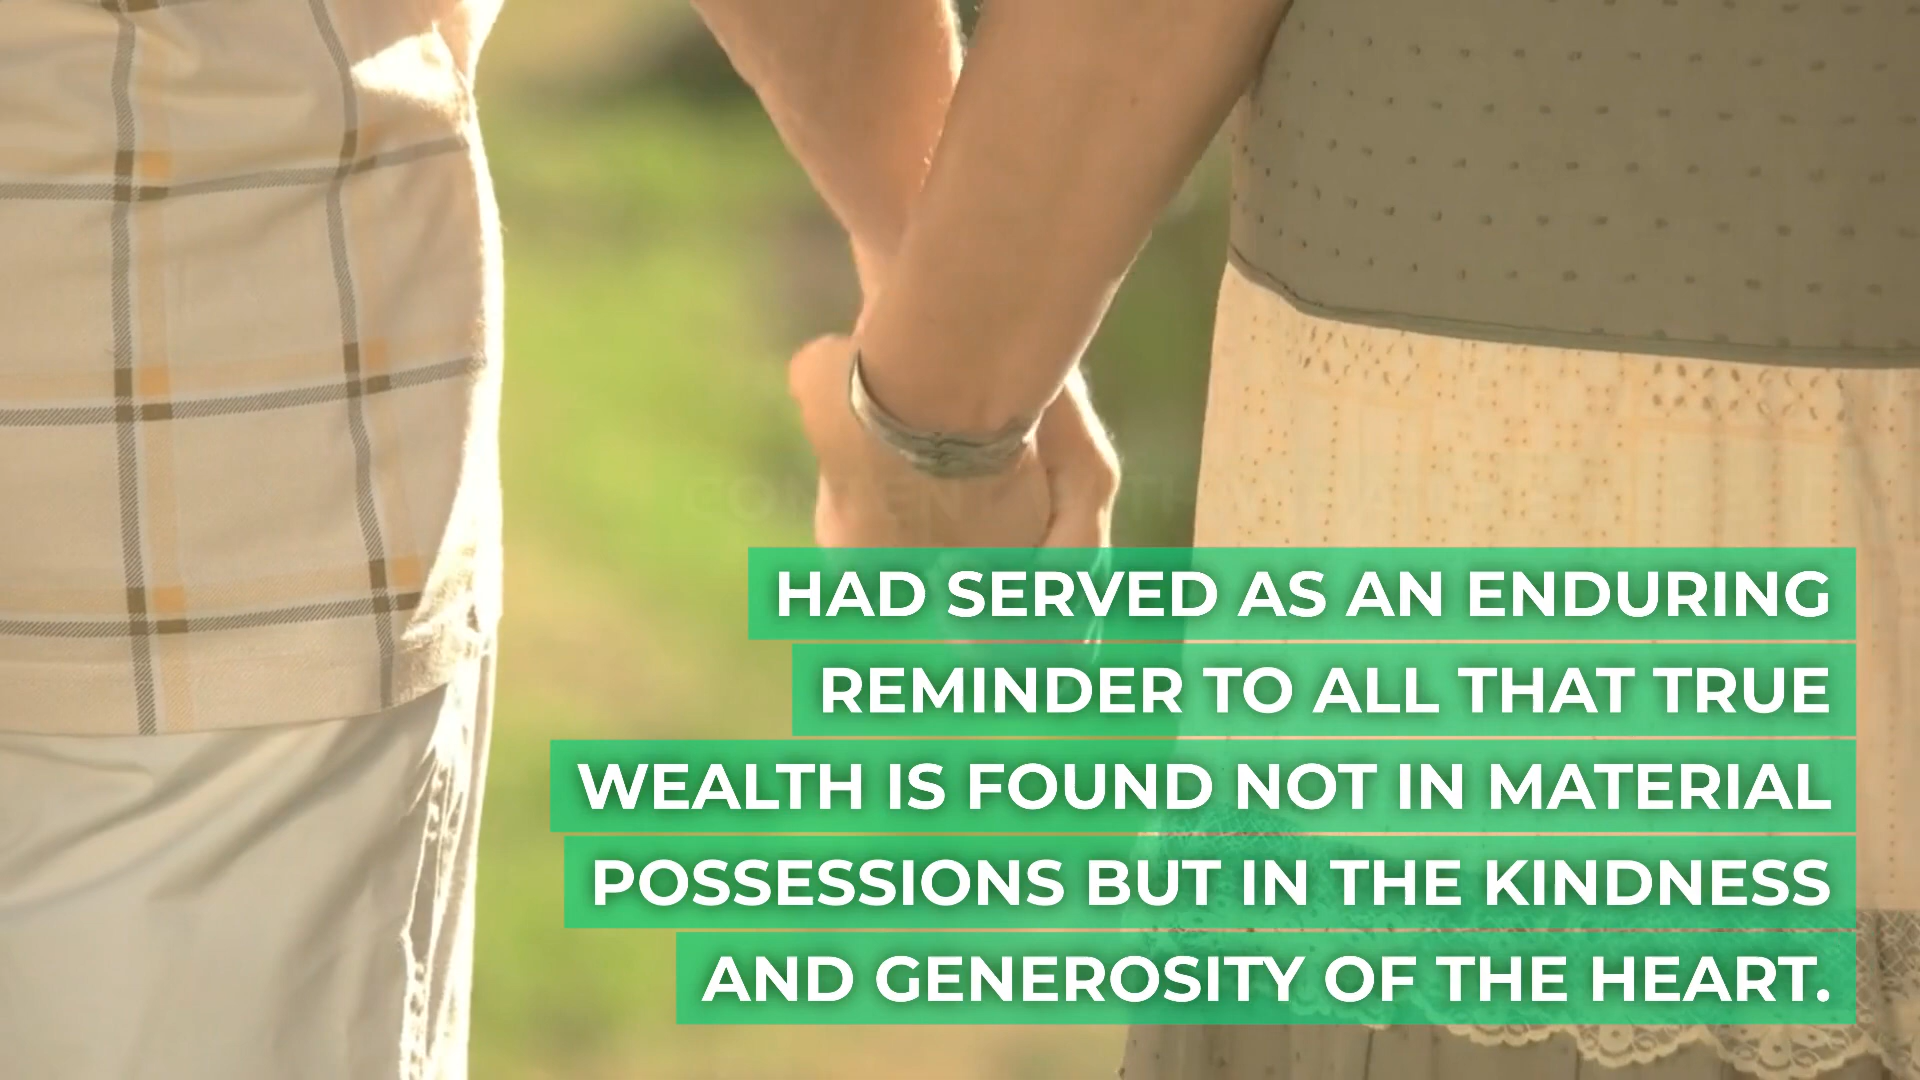 HAD SERVED AS AN ENDURING
REMINDER TO ALL THAT TRUE
WEALTH IS FOUND NOT IN MATERIAL
POSSESSIONS BUT IN THE KINDNESS
AND GENEROSITY OF THE HEART.